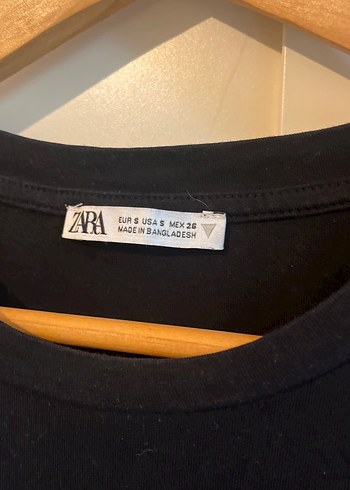 ZARA
EUR S USA S MEX 26
MADE IN BANGLADESH